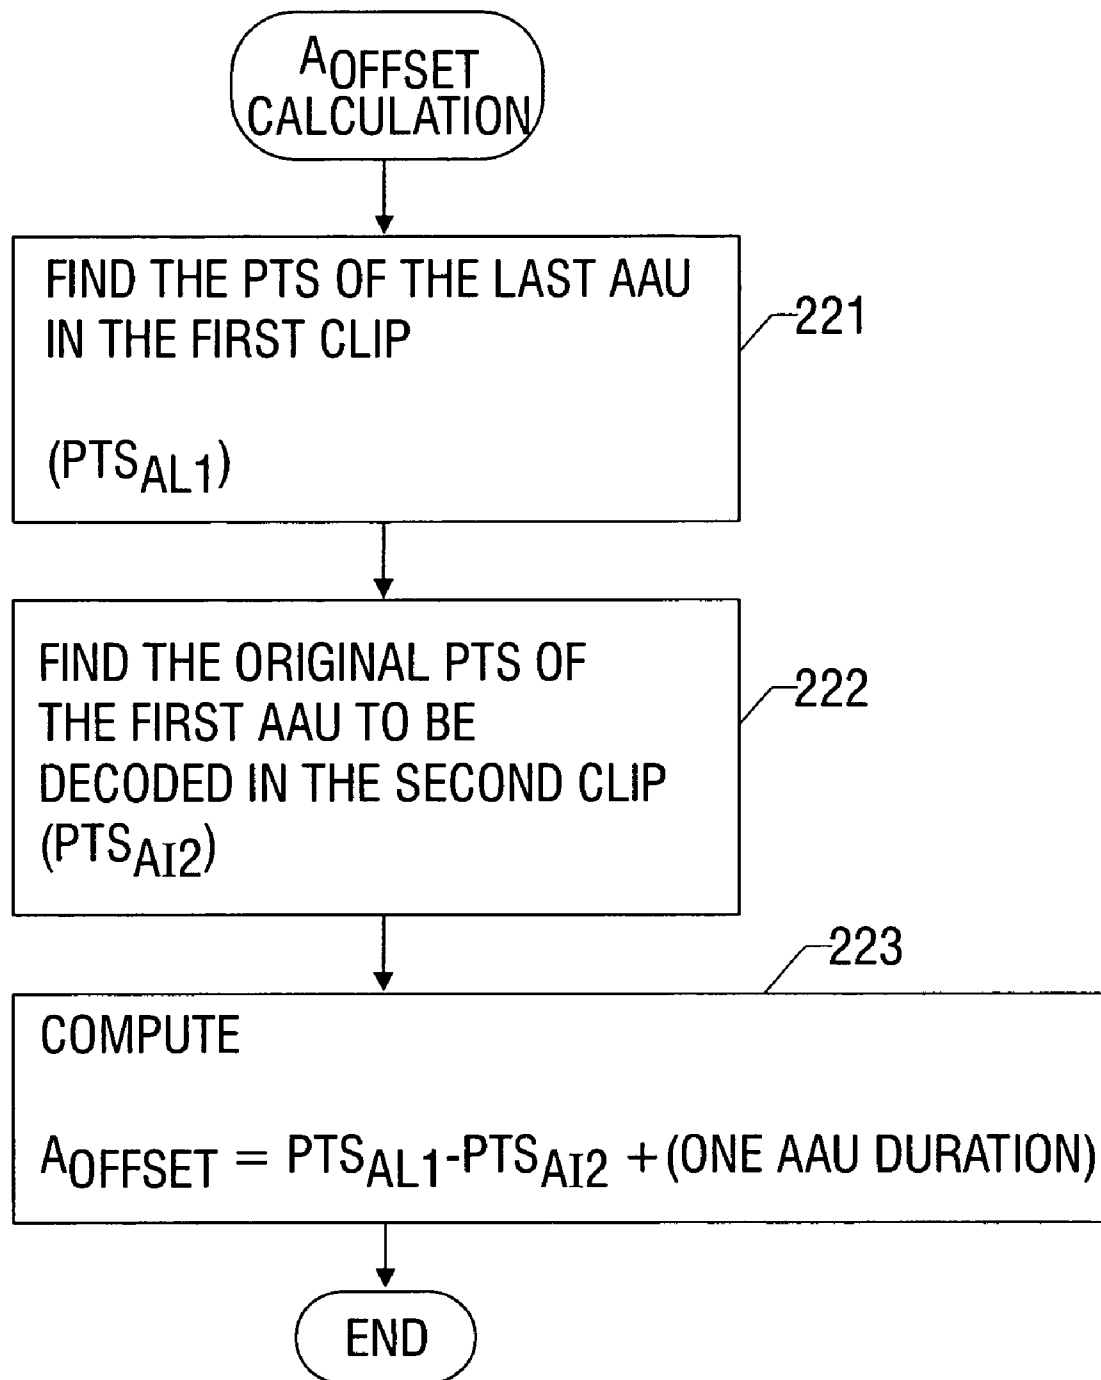 AOFFSET
CALCULATION
FIND THE PTS OF THE LAST AAU
IN THE FIRST CLIP
(PTSAL1)
221
FIND THE ORIGINAL PTS OF
THE FIRST AAU TO BE
DECODED IN THE SECOND CLIP
(PTSAI2)
222
223
COMPUTE
AOFFSET = PTSAL1-PTSAI2 + (ONE AAU DURATION)
END